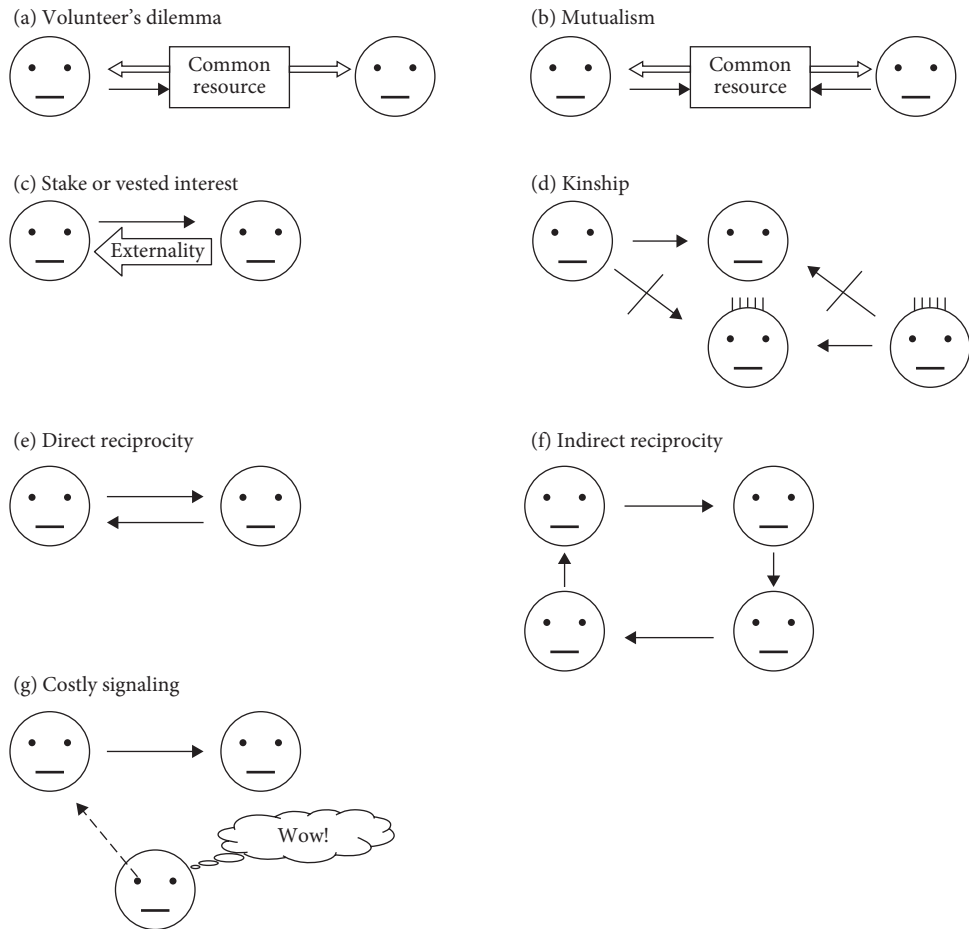 (a) Volunteer's dilemma
Common
resource
(b) Mutualism
Common
resource
(c) Stake or vested interest
Externality
(d) Kinship
(e) Direct reciprocity
(f) Indirect reciprocity
(g) Costly signaling
Wow!